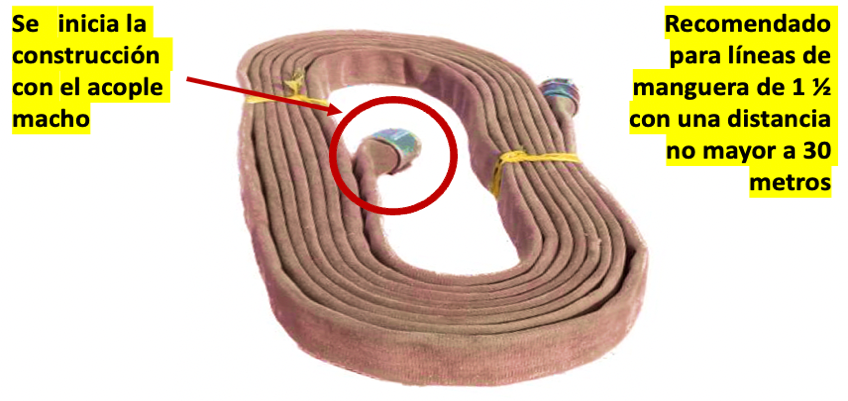 Se inicia la
construcción
con el acople
macho
Recomendado
para líneas de
manguera de 1 ½
con una distancia
no mayor a 30
metros